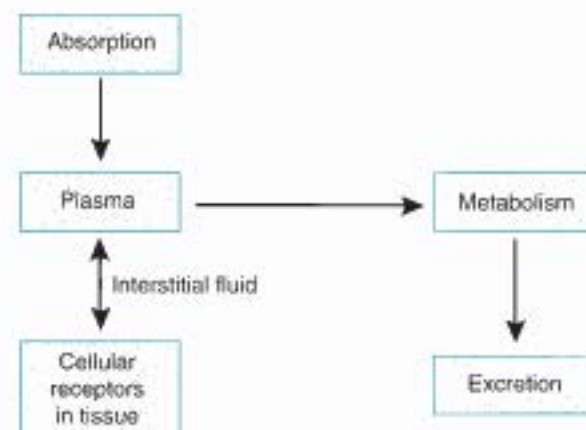 Absorption
Plasma
Metabolism
Interstitial fluid
Cellular
receptors
in tissue
Excretion